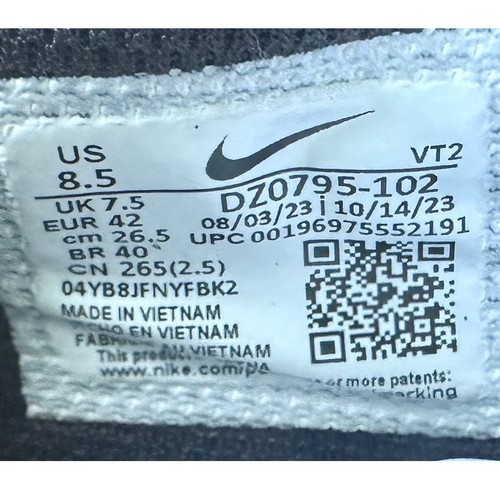 US
8.5
VT2
UK 7.5
EUR 42
cm 26.5
BR 40
CN 265(2.5)
DZ0795-102
08/03/23 | 10/14/23
UPC 00196975552191
04YB8JFNYFBK2
MADE IN VIETNAM
EN VIETNAM
VIETNAM
This
www.nike.com/pa
or more patents: